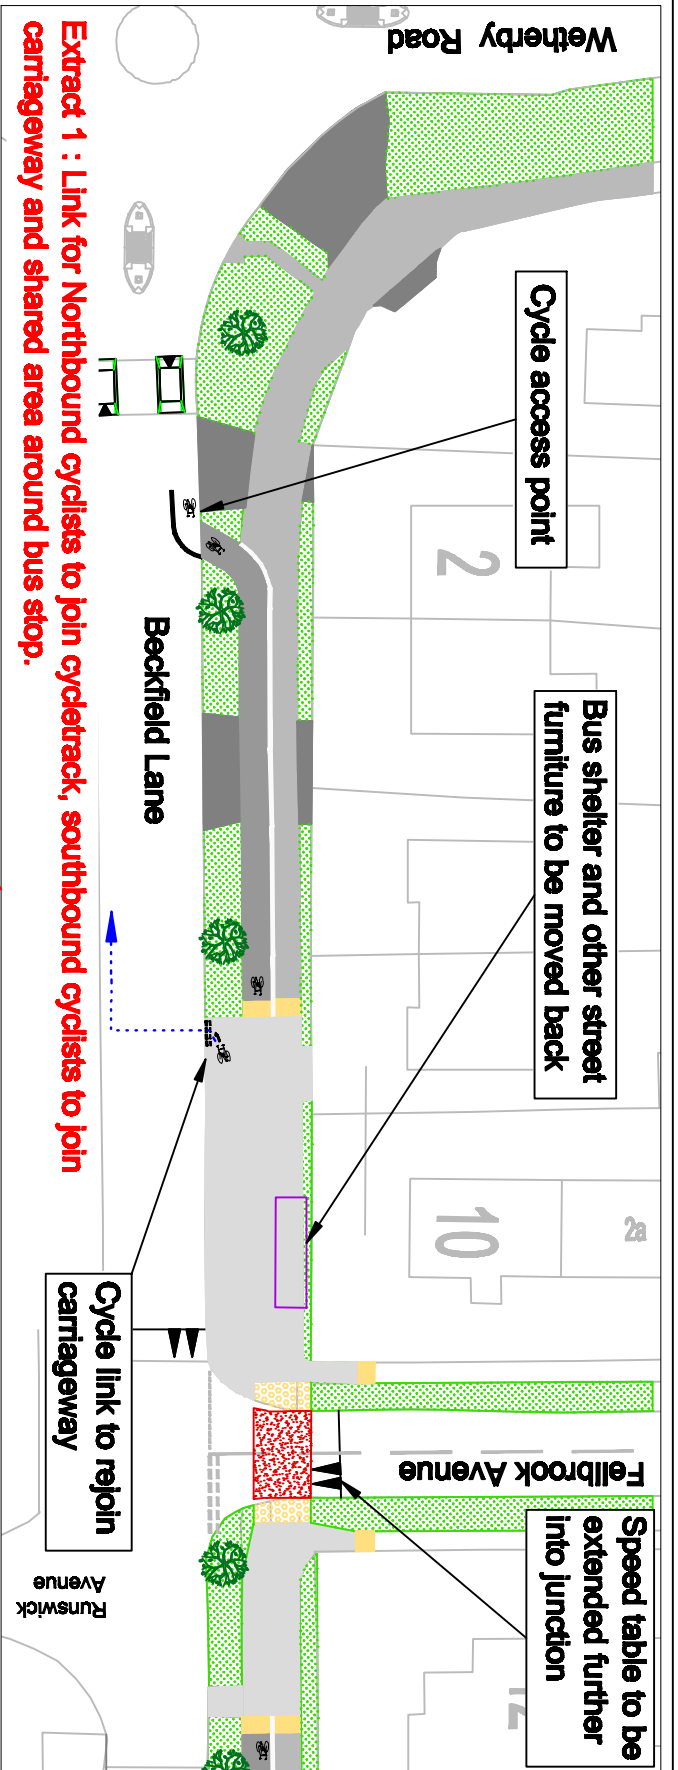 Wetherby Road
Cycle access point
2
Bus shelter and other street
furniture to be moved back
10
2a
Fellbrook Avenue
Speed table to be
extended further
into junction
Beckfield Lane
Cycle link to rejoin
carriageway
Runswick
Avenue
Extract 1 : Link for Northbound cyclists to join cycletrack, southbound cyclists to join
carriageway and shared area around bus stop.